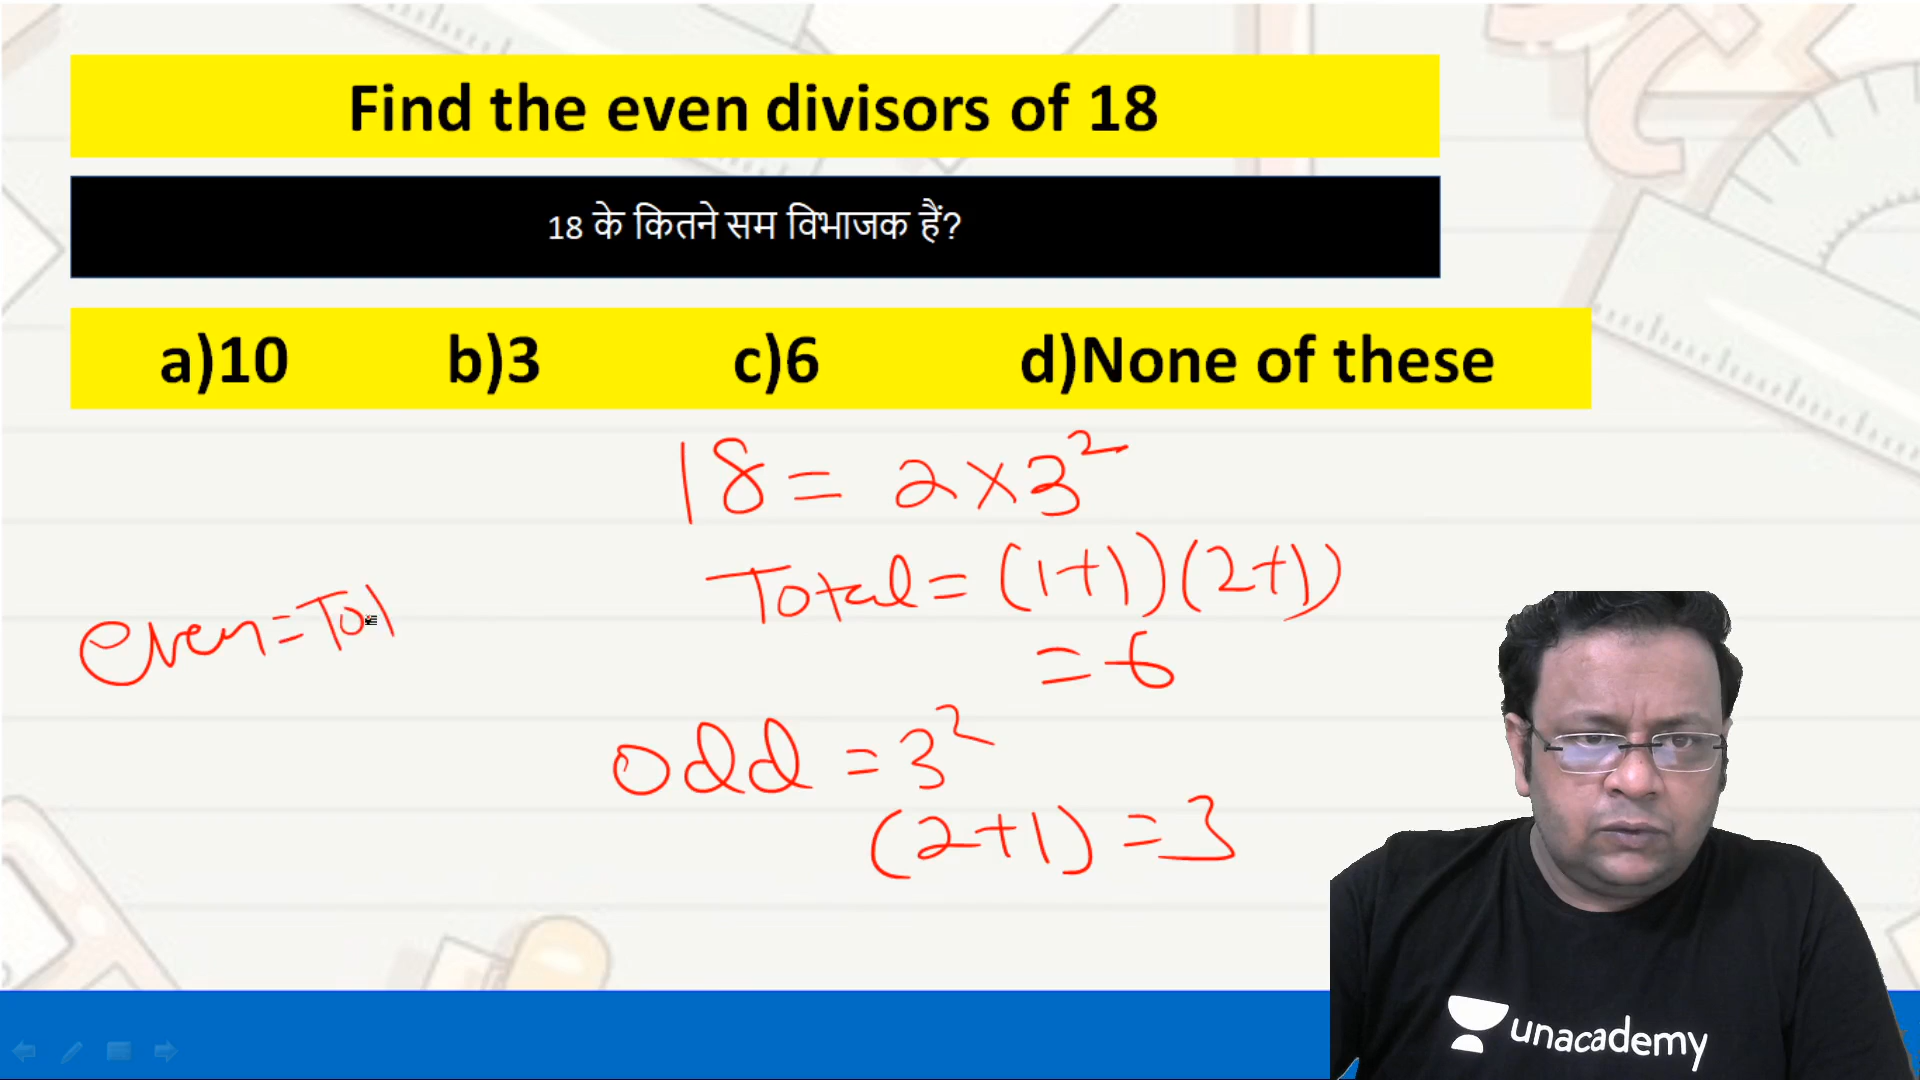 Find the even divisors of 18
18 के कितने सम विभाजक हैं?
a)10 b)3 c)6 d)None of these
18 = 2 × 3²
Total = (1+1)(2+1)
= 6
even = Tot
odd = 3²
(2+1) = 3
unacademy